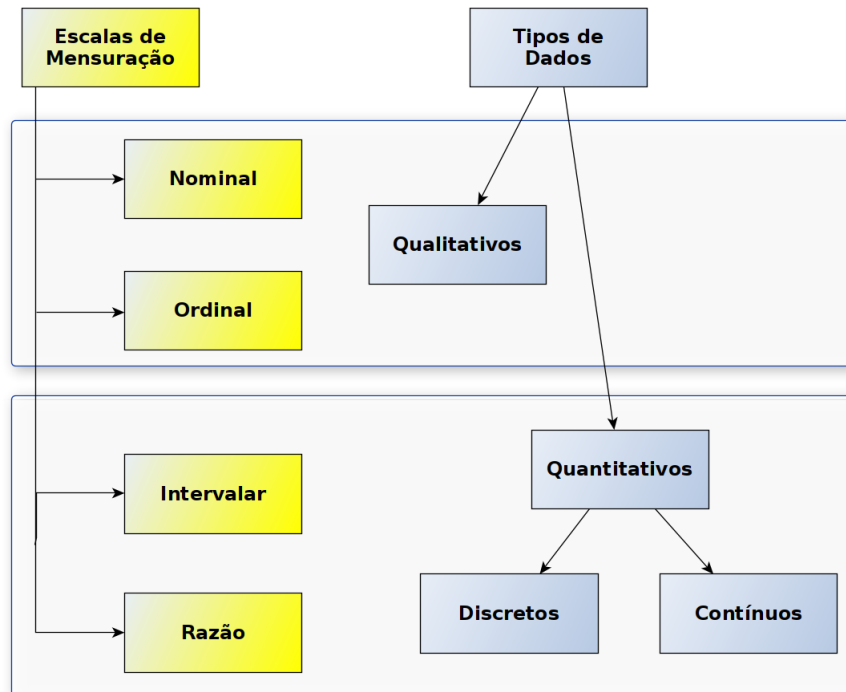 Escalas de
Mensuração
Tipos de
Dados
Nominal
Qualitativos
Ordinal
Intervalar
Quantitativos
Razão
Discretos
Contínuos